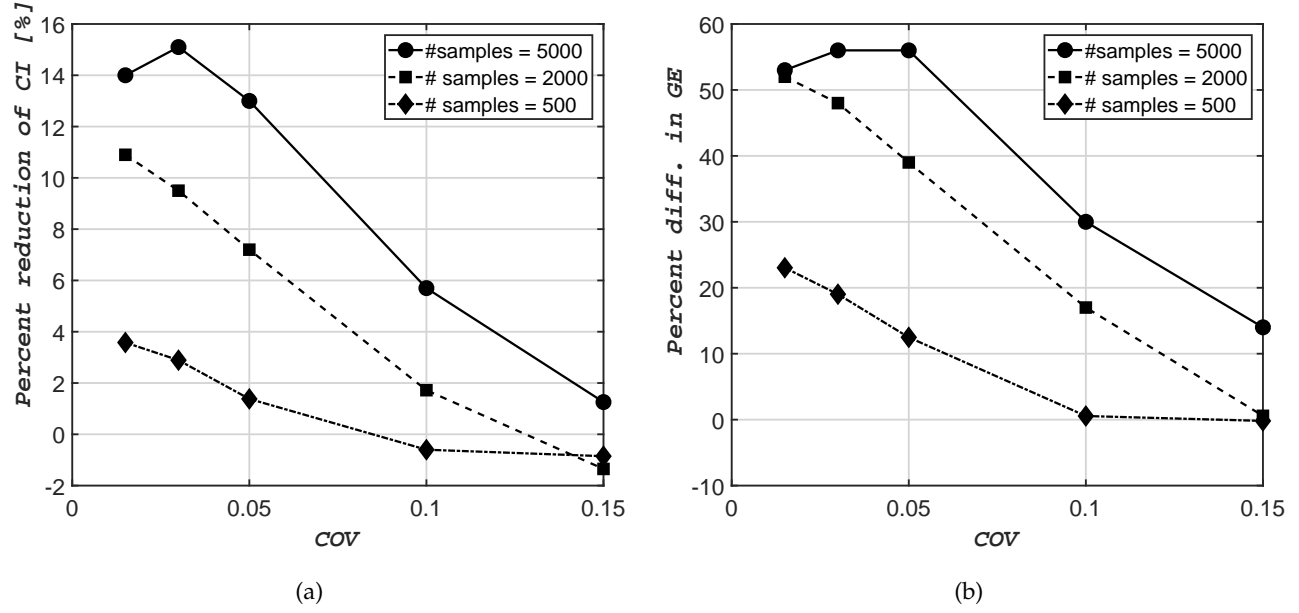 Percent reduction of CI [%]
16
14
12
10
8
6
4
2
0
-2
0
0.05
0.1
0.15
COV
#samples = 5000
# samples = 2000
# samples = 500
(a)
Percent diff. in GE
60
50
40
30
20
10
0
-10
0
0.05
0.1
0.15
COV
#samples = 5000
# samples = 2000
# samples = 500
(b)